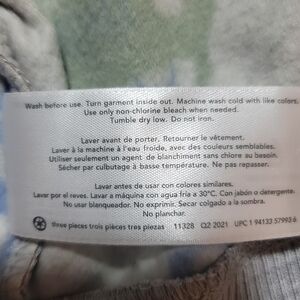 Wash before use. Turn garment inside out. Machine wash cold with like colors.
Use only non-chlorine bleach when needed.
Tumble dry low. Do not iron.
Laver avant de porter. Retourner le vêtement.
Laver à la machine à l'eau froide, avec des couleurs semblables.
Utiliser seulement un agent de blanchiment sans chlore au besoin.
Sécher par culbutage à basse température. Ne pas repasser.
Lavar antes de usar con colores similares.
Lavar por el reves. Lavar a máquina con agua fría a 30°C. Con jabón o detergente.
No usar blanqueador. No exprimir. Secar colgado a la sombra.
No planchar.
three pieces trois pièces tres piezas 11328 Q2 2021 UPC 1 94133 57993 6